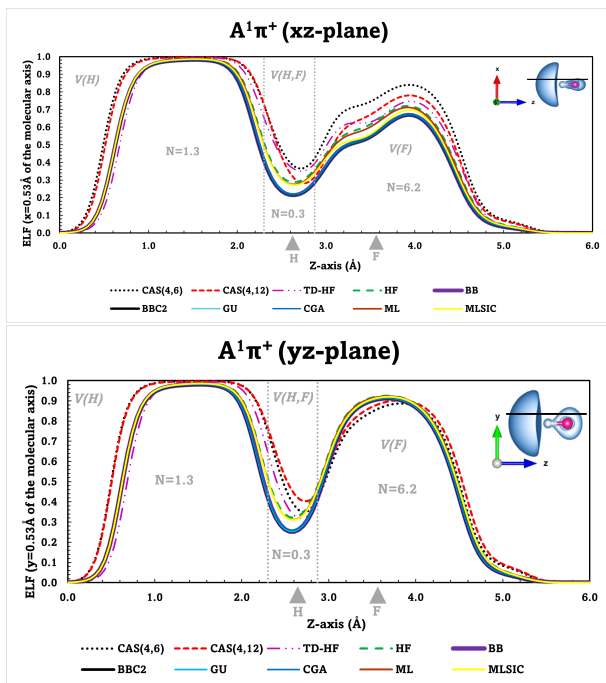 A¹π⁺ (xz-plane)
ELF (x=0.53Å of the molecular axis)
1.0
0.9
0.8
0.7
0.6
0.5
0.4
0.3
0.2
0.1
0.0
V(H)
V(H,F)
N=1.3
V(F)
N=6.2
N=0.3
x
y
z
0.0 1.0 2.0 3.0 4.0 5.0 6.0
H F
Z-axis (Å)
CAS(4,6) CAS(4,12) TD-HF HF BB
BBC2 GU CGA ML MLSIC
A¹π⁺ (yz-plane)
ELF (y=0.53Å of the molecular axis)
1.0
0.9
0.8
0.7
0.6
0.5
0.4
0.3
0.2
0.1
0.0
V(H)
V(H,F)
V(F)
N=1.3
N=6.2
N=0.3
y
z
0.0 1.0 2.0 3.0 4.0 5.0 6.0
H F
Z-axis (Å)
CAS(4,6) CAS(4,12) TD-HF HF BB
BBC2 GU CGA ML MLSIC